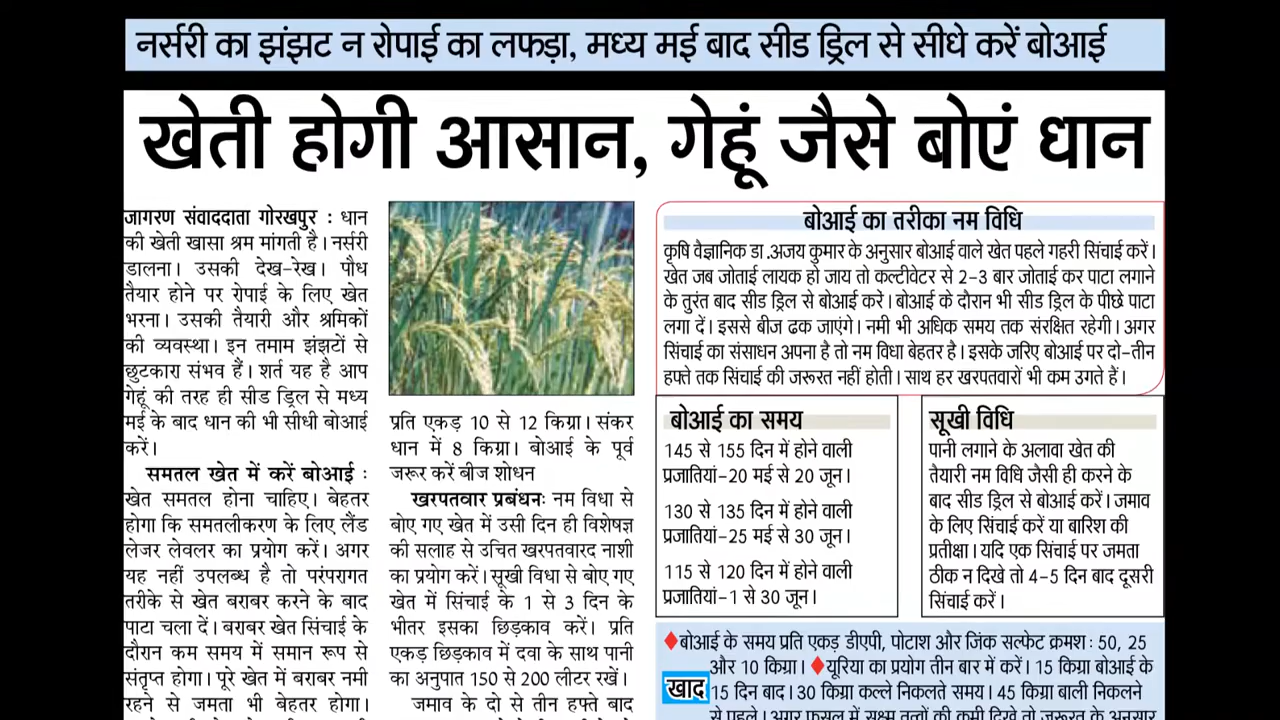 नर्सरी का झंझट न रोपाई का लफड़ा, मध्य मई बाद सीड ड्रिल से सीधे करें बोआई
खेती होगी आसान, गेहूं जैसे बोएं धान
जागरण संवाददाता गोरखपुर : धान
की खेती खासा श्रम मांगती है। नर्सरी
डालना। उसकी देख-रेख। पौध
तैयार होने पर रोपाई के लिए खेत
भरना। उसकी तैयारी और श्रमिकों
की व्यवस्था। इन तमाम झंझटों से
छुटकारा संभव हैं। शर्त यह है आप
गेहूं की तरह ही सीड ड्रिल से मध्य
मई के बाद धान की भी सीधी बोआई
करें।
समतल खेत में करें बोआई :
खेत समतल होना चाहिए। बेहतर
होगा कि समतलीकरण के लिए लैंड
लेजर लेवलर का प्रयोग करें। अगर
यह नहीं उपलब्ध है तो परंपरागत
तरीके से खेत बराबर करने के बाद
पाटा चला दें। बराबर खेत सिंचाई के
दौरान कम समय में समान रूप से
संतृप्त होगा। पूरे खेत में बराबर नमी
रहने से जमता भी बेहतर होगा।
प्रति एकड़ 10 से 12 किग्रा। संकर
धान में 8 किग्रा। बोआई के पूर्व
जरूर करें बीज शोधन
खरपतवार प्रबंधनः नम विधा से
बोए गए खेत में उसी दिन ही विशेषज्ञ
की सलाह से उचित खरपतवारद नाशी
का प्रयोग करें। सूखी विधा से बोए गए
खेत में सिंचाई के 1 से 3 दिन के
भीतर इसका छिड़काव करें। प्रति
एकड़ छिड़काव में दवा के साथ पानी
का अनुपात 150 से 200 लीटर रखें।
जमाव के दो से तीन हफ्ते बाद
बोआई का तरीका नम विधि
कृषि वैज्ञानिक डा .अजय कुमार के अनुसार बोआई वाले खेत पहले गहरी सिंचाई करें।
खेत जब जोताई लायक हो जाय तो कल्टीवेटर से 2-3 बार जोताई कर पाटा लगाने
के तुरंत बाद सीड ड्रिल से बोआई करे। बोआई के दौरान भी सीड ड्रिल के पीछे पाटा
लगा दें। इससे बीज ढक जाएंगे। नमी भी अधिक समय तक संरक्षित रहेगी। अगर
सिंचाई का संसाधन अपना है तो नम विधा बेहतर है। इसके जरिए बोआई पर दो-तीन
हफ्ते तक सिंचाई की जरूरत नहीं होती। साथ हर खरपतवारों भी कम उगते हैं।
बोआई का समय
145 से 155 दिन में होने वाली
प्रजातियां-20 मई से 20 जून।
130 से 135 दिन में होने वाली
प्रजातियां-25 मई से 30 जून।
115 से 120 दिन में होने वाली
प्रजातियां-1 से 30 जून।
सूखी विधि
पानी लगाने के अलावा खेत की
तैयारी नम विधि जैसी ही करने के
बाद सीड ड्रिल से बोआई करें। जमाव
के लिए सिंचाई करें या बारिश की
प्रतीक्षा। यदि एक सिंचाई पर जमता
ठीक न दिखे तो 4-5 दिन बाद दूसरी
सिंचाई करें।
खाद
♦बोआई के समय प्रति एकड़ डीएपी, पोटाश और जिंक सल्फेट क्रमश: 50, 25
और 10 किग्रा। ♦यूरिया का प्रयोग तीन बार में करें। 15 किग्रा बोआई के
15 दिन बाद। 30 किग्रा कल्ले निकलते समय। 45 किग्रा बाली निकलने
से पहले। अगर फसल में सूक्ष्म तत्वों की कमी दिखे तो जरूरत के अनुसार